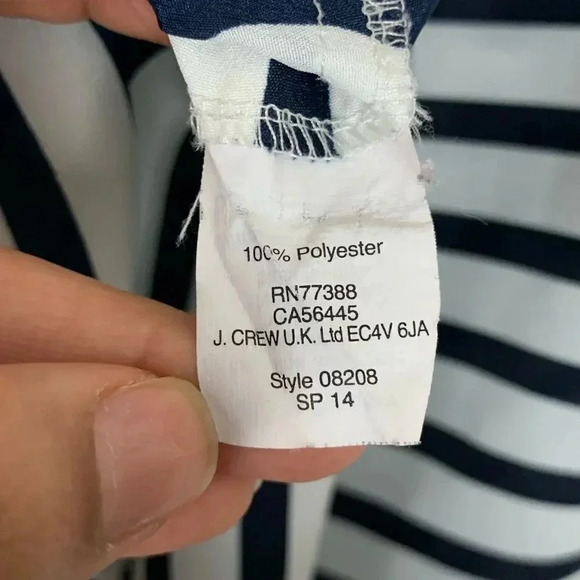 100% Polyester
RN77388
CA56445
J. CREW U.K. Ltd EC4V 6JA
Style 08208
SP 14